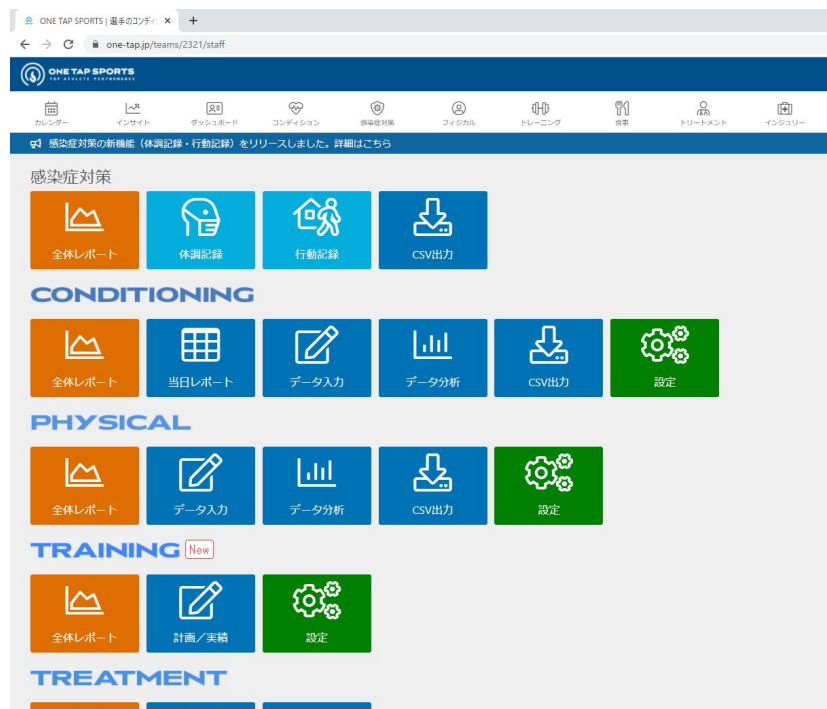 ONE TAP SPORTS | 選手のコンディ
one-tap.jp/teams/2321/staff
ONE TAP SPORTS
TOP ATHLETE PERFORMANCE
カレンダー インサイト ダッシュボード コンディション 感染症対策 フィジカル トレーニング 食事 トリートメント インジュリー
感染症対策の新機能（体調記録・行動記録）をリリースしました。詳細はこちら
感染症対策
全体レポート 体調記録 行動記録 CSV出力
CONDITIONING
全体レポート 当日レポート データ入力 データ分析 CSV出力 設定
PHYSICAL
全体レポート データ入力 データ分析 CSV出力 設定
TRAINING New
全体レポート 計画／実績 設定
TREATMENT